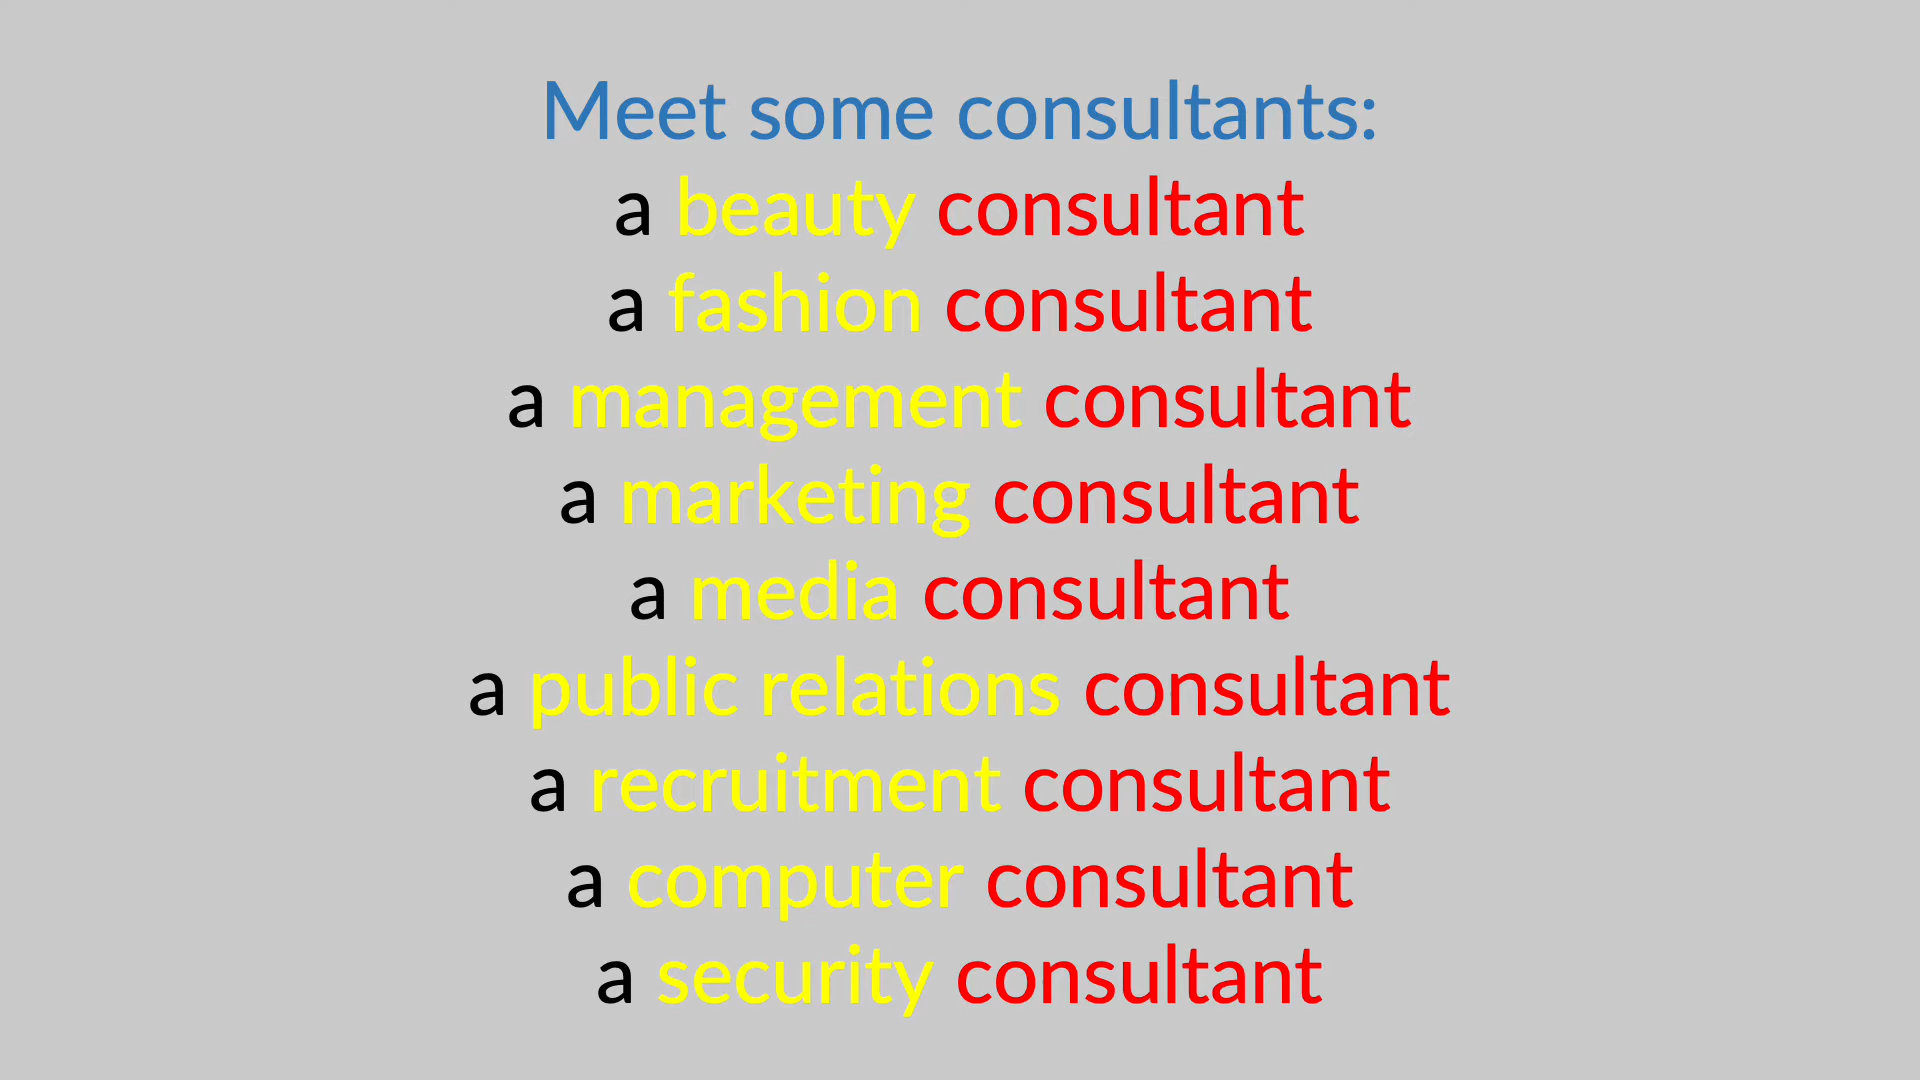 Meet some consultants:
a beauty consultant
a fashion consultant
a management consultant
a marketing consultant
a media consultant
a public relations consultant
a recruitment consultant
a computer consultant
a security consultant